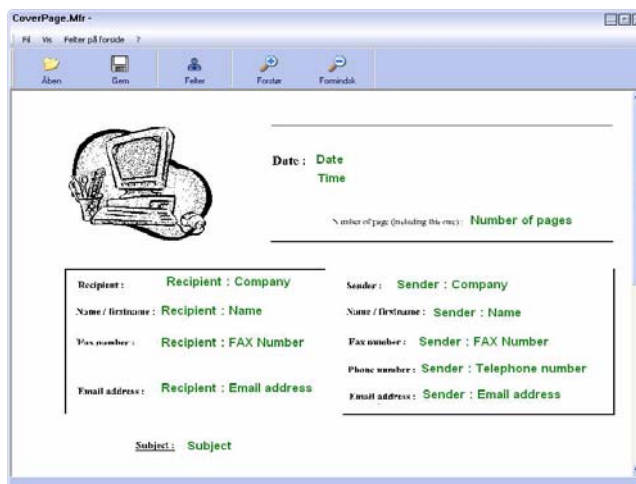 CoverPage.Mfr -
Fil Vis Felter på forside ?
Åben Gem Felter Forstør Formindsk
Date : Date
Time
Number of page (including this one) : Number of pages
Recipient : Recipient : Company
Name / firstname : Recipient : Name
Fax number : Recipient : FAX Number
Email address : Recipient : Email address
Sender : Sender : Company
Name / firstname : Sender : Name
Fax number : Sender : FAX Number
Phone number : Sender : Telephone number
Email address : Sender : Email address
Subject : Subject